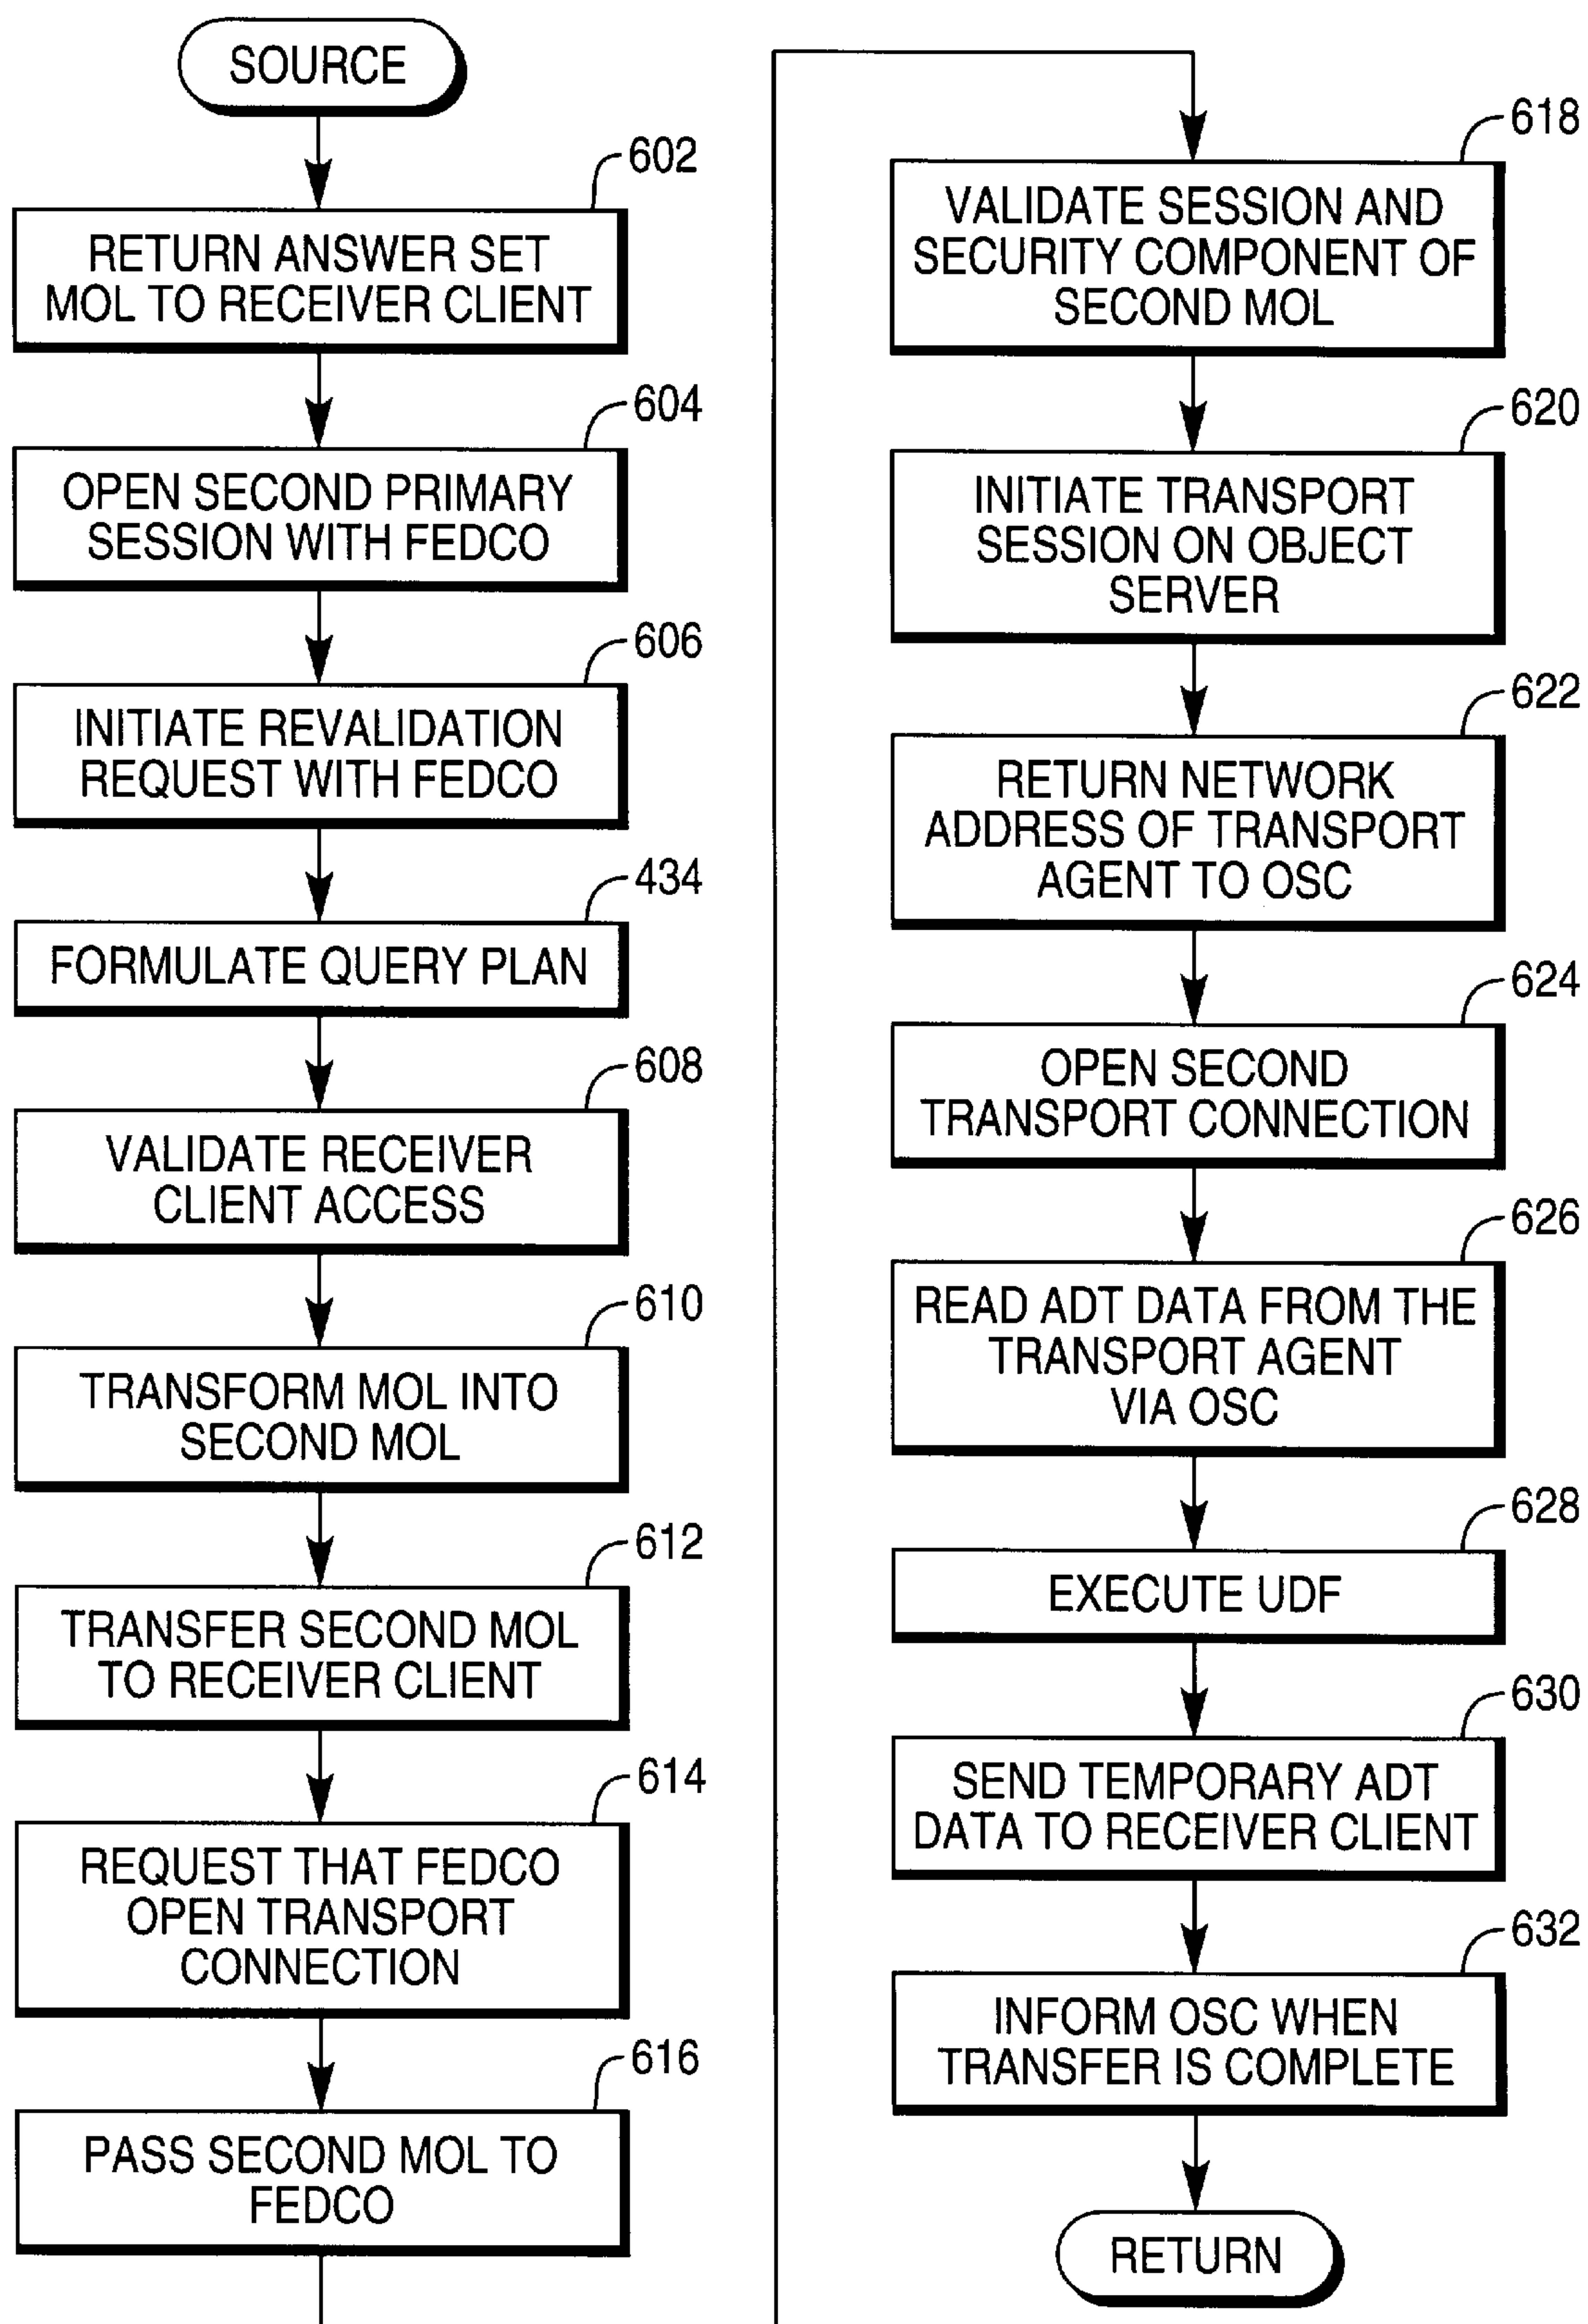 SOURCE
602
RETURN ANSWER SET
MOL TO RECEIVER CLIENT
604
OPEN SECOND PRIMARY
SESSION WITH FEDCO
606
INITIATE REVALIDATION
REQUEST WITH FEDCO
434
FORMULATE QUERY PLAN
608
VALIDATE RECEIVER
CLIENT ACCESS
610
TRANSFORM MOL INTO
SECOND MOL
612
TRANSFER SECOND MOL
TO RECEIVER CLIENT
614
REQUEST THAT FEDCO
OPEN TRANSPORT
CONNECTION
616
PASS SECOND MOL TO
FEDCO
618
VALIDATE SESSION AND
SECURITY COMPONENT OF
SECOND MOL
620
INITIATE TRANSPORT
SESSION ON OBJECT
SERVER
622
RETURN NETWORK
ADDRESS OF TRANSPORT
AGENT TO OSC
624
OPEN SECOND
TRANSPORT CONNECTION
626
READ ADT DATA FROM THE
TRANSPORT AGENT
VIA OSC
628
EXECUTE UDF
630
SEND TEMPORARY ADT
DATA TO RECEIVER CLIENT
632
INFORM OSC WHEN
TRANSFER IS COMPLETE
RETURN